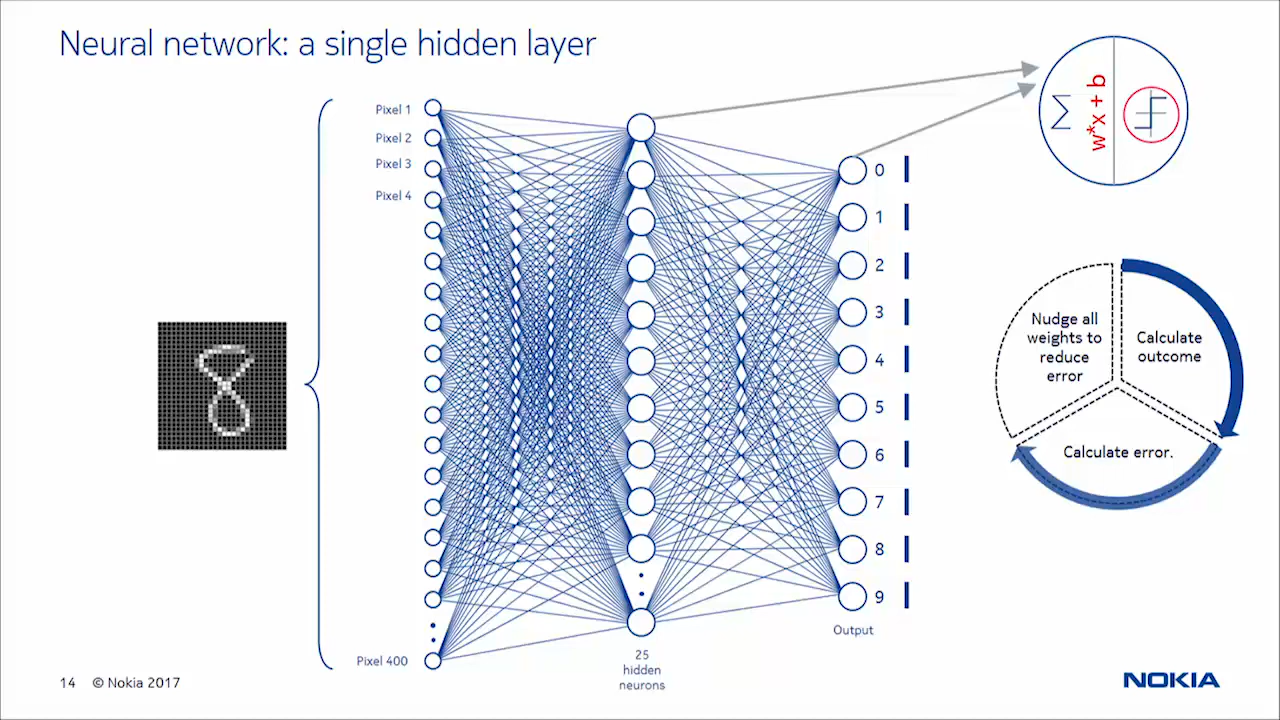 Neural network: a single hidden layer
Pixel 1
Pixel 2
Pixel 3
Pixel 4
Pixel 400
25
hidden
neurons
0
1
2
3
4
5
6
7
8
9
Output
∑
w*x + b
Nudge all
weights to
reduce
error
Calculate
outcome
Calculate error.
14 © Nokia 2017
NOKIA